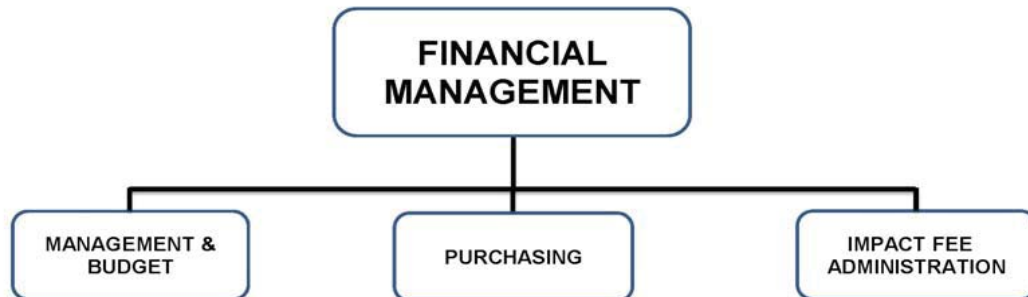 FINANCIAL
MANAGEMENT
MANAGEMENT &
BUDGET
PURCHASING
IMPACT FEE
ADMINISTRATION